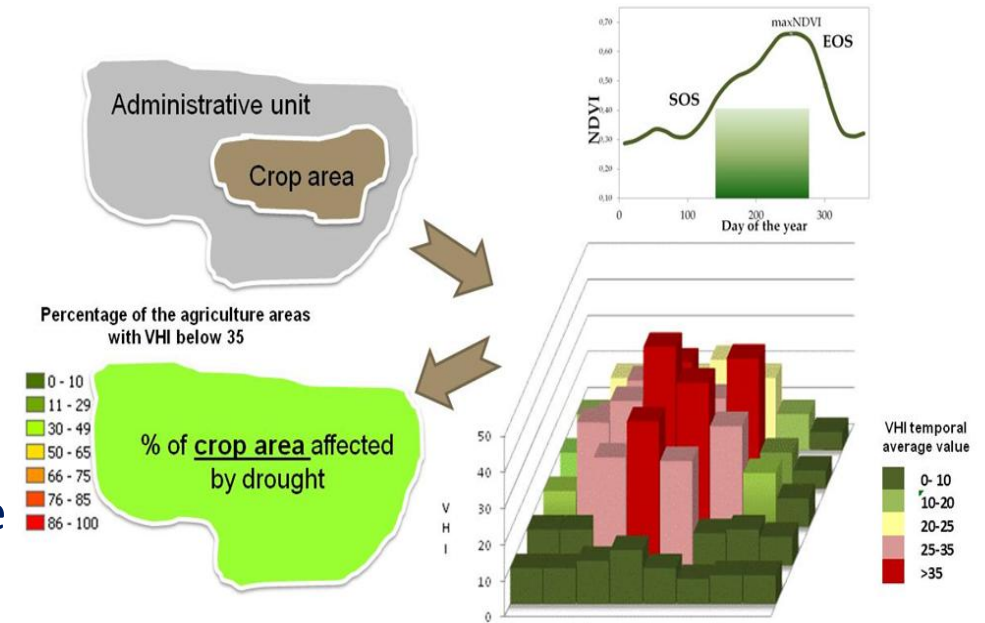 Administrative unit
Crop area
0,70
0,60
0,50
0,40
0,30
0,20
0,10
NDVI
maxNDVI
EOS
SOS
0
100
200
300
Day of the year
Percentage of the agriculture areas
with VHI below 35
0 - 10
11 - 29
30 - 49
50 - 65
66 - 75
76 - 85
86 - 100
% of crop area affected
by drought
e
50
40
30
20
10
0
V
H
I
VHI temporal
average value
0- 10
10-20
20-25
25-35
>35